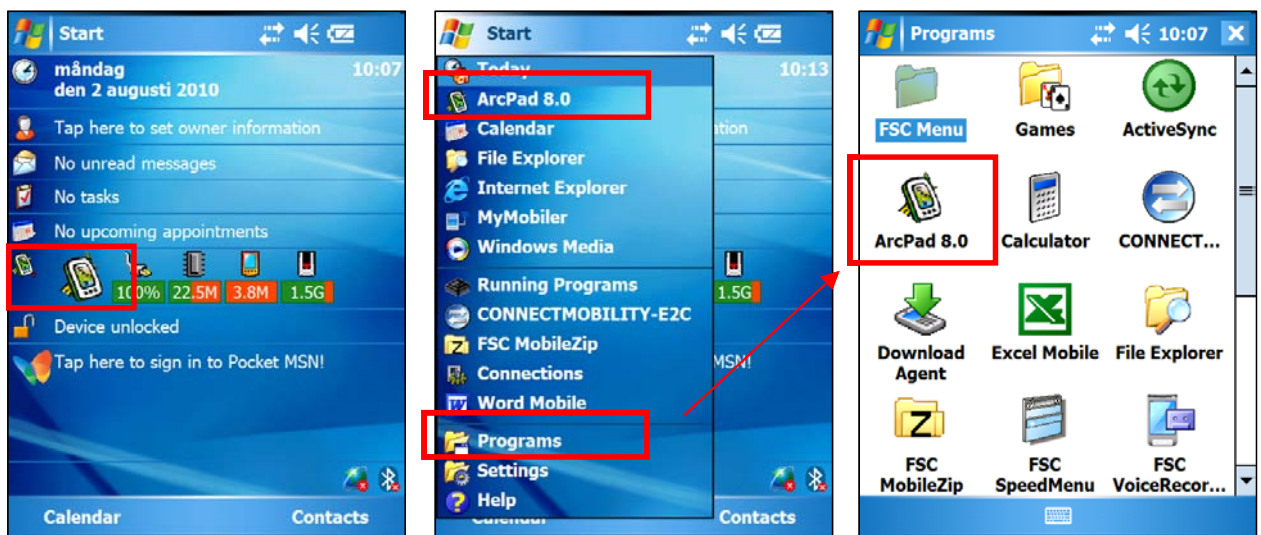 Start
måndag
10:07
den 2 augusti 2010
Tap here to set owner information
No unread messages
No tasks
No upcoming appointments
100% 22.5M 3.8M 1.5G
Device unlocked
Tap here to sign in to Pocket MSN!
Calendar
Contacts
Start
Today
10:13
ArcPad 8.0
Calendar
File Explorer
Internet Explorer
MyMobiler
Windows Media
Running Programs
1.5G
CONNECTMOBILITY-E2C
FSC MobileZip
Connections
MSN!
Word Mobile
Programs
Settings
Help
Calendar
Contacts
Programs
10:07
FSC Menu
Games
ActiveSync
ArcPad 8.0
Calculator
CONNECT...
Download
Agent
Excel Mobile
File Explorer
FSC
MobileZip
FSC
SpeedMenu
FSC
VoiceRecor...